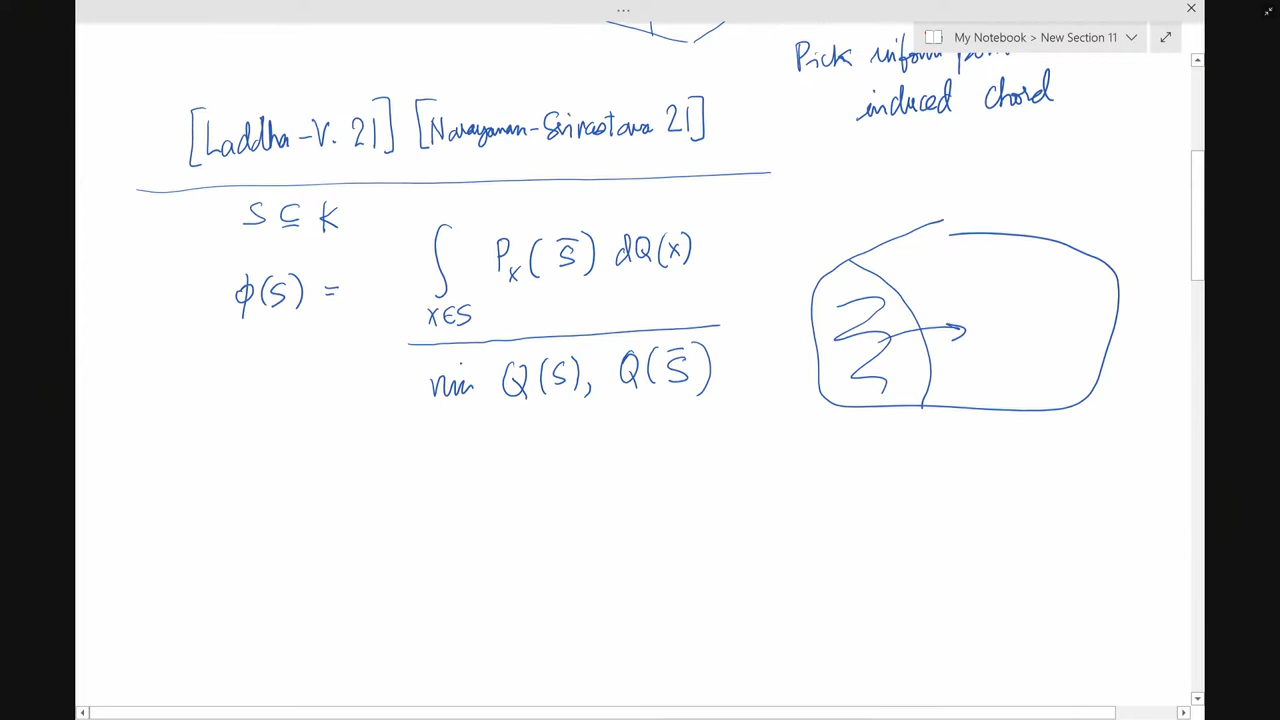 My Notebook > New Section 11
Pick
induced chord
[Laddha-V. 21] [Narayanan-Srivastava 21]
S ⊆ K
ϕ(S) = ∫ P_x(S̄) dQ(x)
x∈S
min Q(S), Q(S̄)